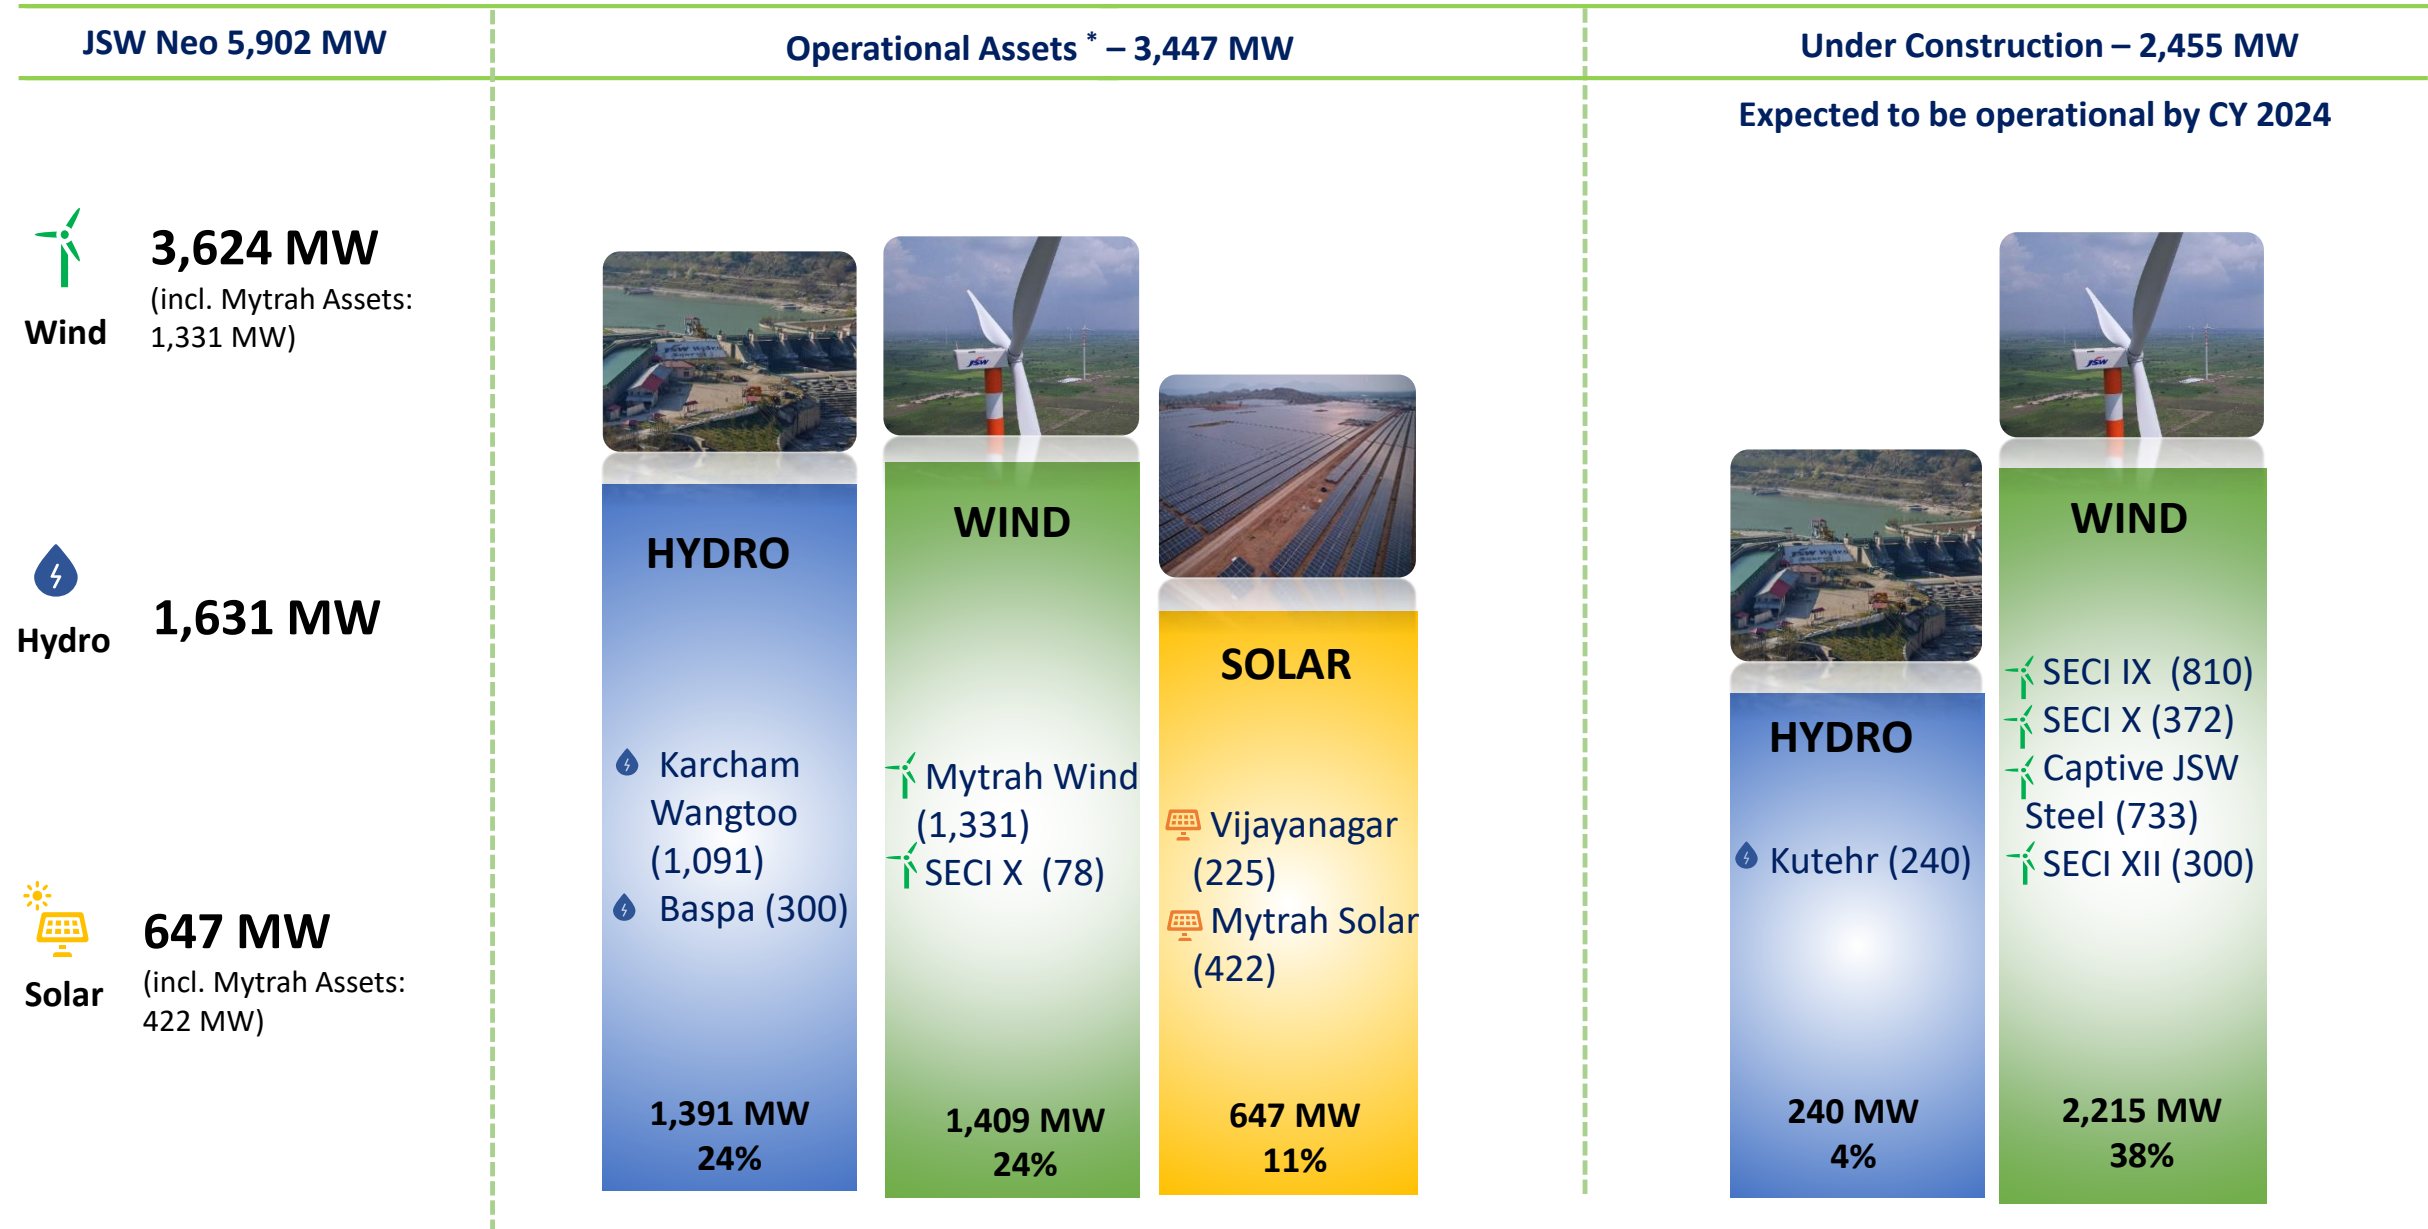 JSW Neo 5,902 MW
Operational Assets * – 3,447 MW
Under Construction – 2,455 MW
Expected to be operational by CY 2024
3,624 MW
(incl. Mytrah Assets:
1,331 MW)
Wind
1,631 MW
Hydro
647 MW
(incl. Mytrah Assets:
422 MW)
Solar
HYDRO
Karcham
Wangtoo
(1,091)
Baspa (300)
1,391 MW
24%
JSW
WIND
Mytrah Wind
(1,331)
SECI X (78)
1,409 MW
24%
SOLAR
Vijayanagar
(225)
Mytrah Solar
(422)
647 MW
11%
HYDRO
Kutehr (240)
240 MW
4%
JSW
WIND
SECI IX (810)
SECI X (372)
Captive JSW
Steel (733)
SECI XII (300)
2,215 MW
38%